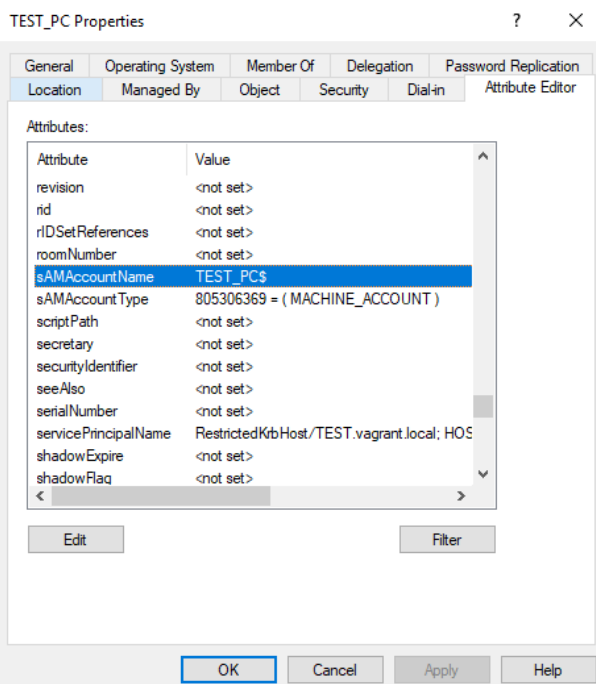 TEST_PC Properties ? ×
General Operating System Member Of Delegation Password Replication
Location Managed By Object Security Dial-in Attribute Editor
Attributes:
Attribute Value
revision <not set>
rid <not set>
rIDSetReferences <not set>
roomNumber <not set>
sAMAccountName TEST_PC$
sAMAccountType 805306369 = ( MACHINE_ACCOUNT )
scriptPath <not set>
secretary <not set>
securityIdentifier <not set>
seeAlso <not set>
serialNumber <not set>
servicePrincipalName RestrictedKrbHost/TEST.vagrant.local; HOS
shadowExpire <not set>
shadowFlag <not set>
Edit Filter
OK Cancel Apply Help